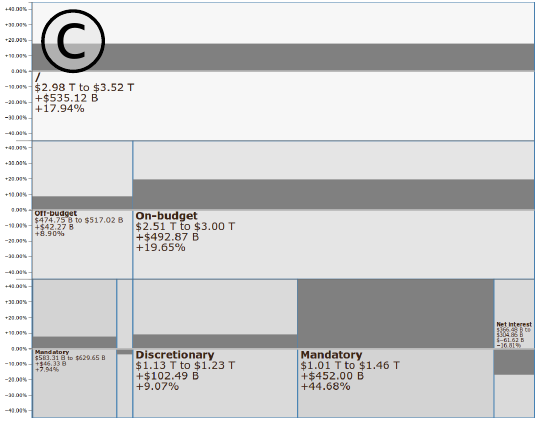 +40.00%
+30.00%
+20.00%
+10.00%
0.00%
−10.00%
−20.00%
−30.00%
−40.00%
©
/
$2.98 T to $3.52 T
+$535.12 B
+17.94%
+40.00%
+30.00%
+20.00%
+10.00%
0.00%
−10.00%
−20.00%
−30.00%
−40.00%
Off-budget
$474.75 B to $517.02 B
+$42.27 B
+8.90%
On-budget
$2.51 T to $3.00 T
+$492.87 B
+19.65%
+40.00%
+30.00%
+20.00%
+10.00%
0.00%
−10.00%
−20.00%
−30.00%
−40.00%
Mandatory
$583.31 B to $629.65 B
+$46.33 B
+7.94%
Discretionary
$1.13 T to $1.23 T
+$102.49 B
+9.07%
Mandatory
$1.01 T to $1.46 T
+$452.00 B
+44.68%
Net interest
$366.48 B to
$304.86 B
$−61.62 B
−16.81%